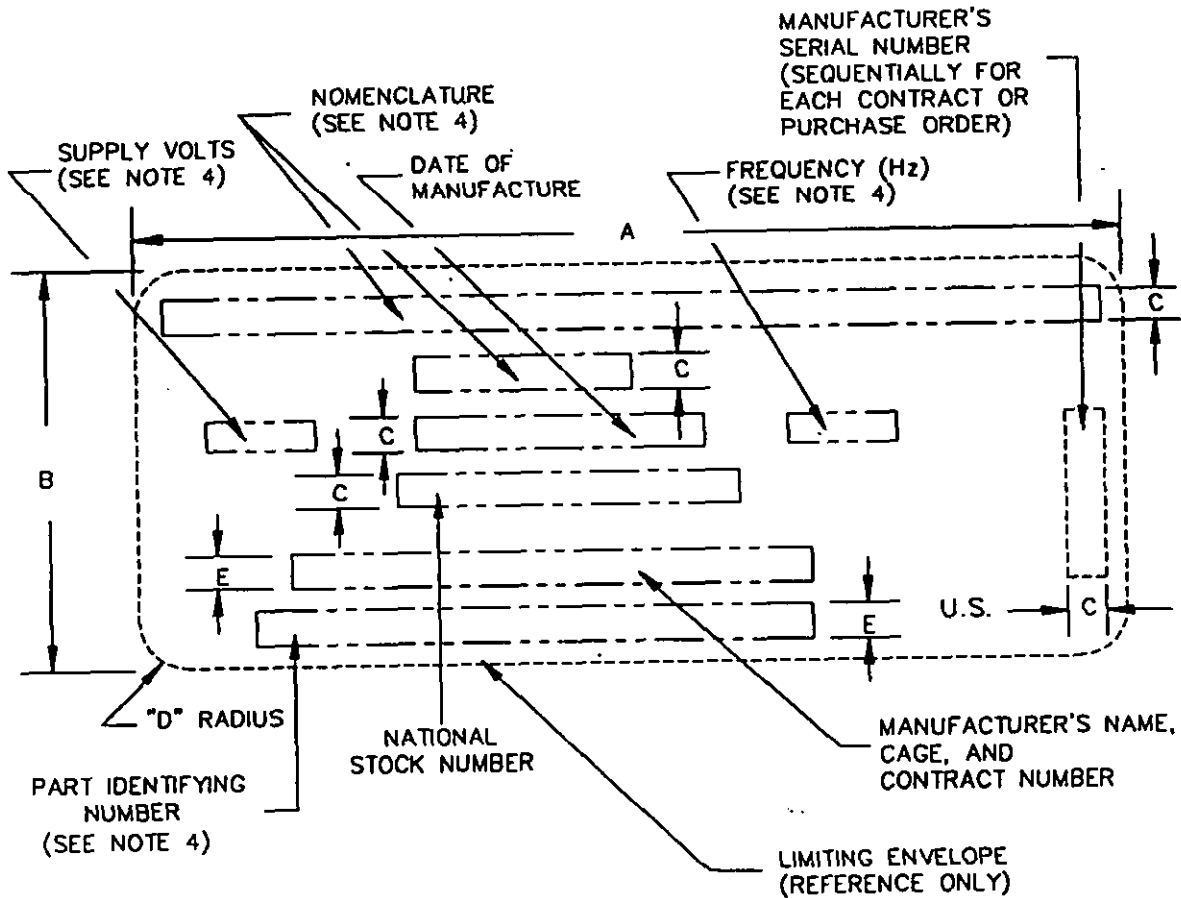 MANUFACTURER'S
SERIAL NUMBER
(SEQUENTIALLY FOR
EACH CONTRACT OR
PURCHASE ORDER)
NOMENCLATURE
(SEE NOTE 4)
SUPPLY VOLTS
(SEE NOTE 4)
DATE OF
MANUFACTURE
FREQUENCY (Hz)
(SEE NOTE 4)
A
C
C
C
B
C
E
E
U.S.
C
"D" RADIUS
NATIONAL
STOCK NUMBER
MANUFACTURER'S NAME,
CAGE, AND
CONTRACT NUMBER
PART IDENTIFYING
NUMBER
(SEE NOTE 4)
LIMITING ENVELOPE
(REFERENCE ONLY)